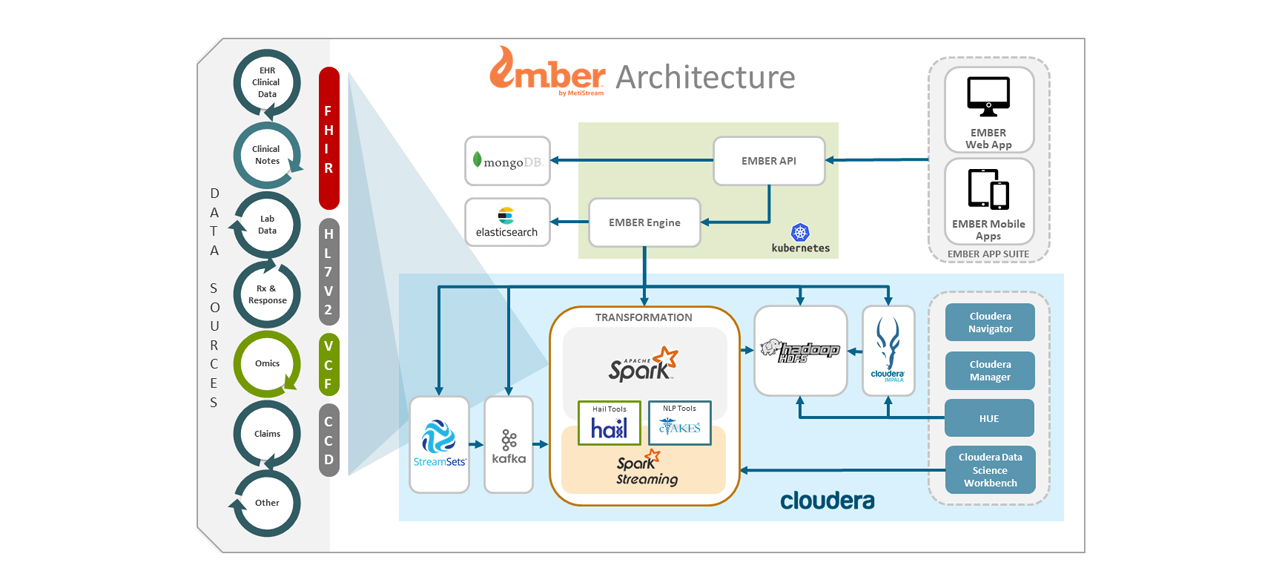 ember Architecture
by MetiStream
DATA SOURCES
EHR
Clinical
Data
Clinical
Notes
Lab
Data
Rx &
Response
Omics
Claims
Other
FHIR
HL7V2
VCF
CCD
mongoDB.
elasticsearch
EMBER API
EMBER Engine
kubernetes
EMBER
Web App
EMBER Mobile
Apps
EMBER APP SUITE
StreamSets
kafka
TRANSFORMATION
APACHE
Spark
Hail Tools
hail
NLP Tools
cTAKES
Spark
Streaming
hadoop
HDFS
cloudera
IMPALA
Cloudera
Navigator
Cloudera
Manager
HUE
Cloudera Data
Science
Workbench
cloudera